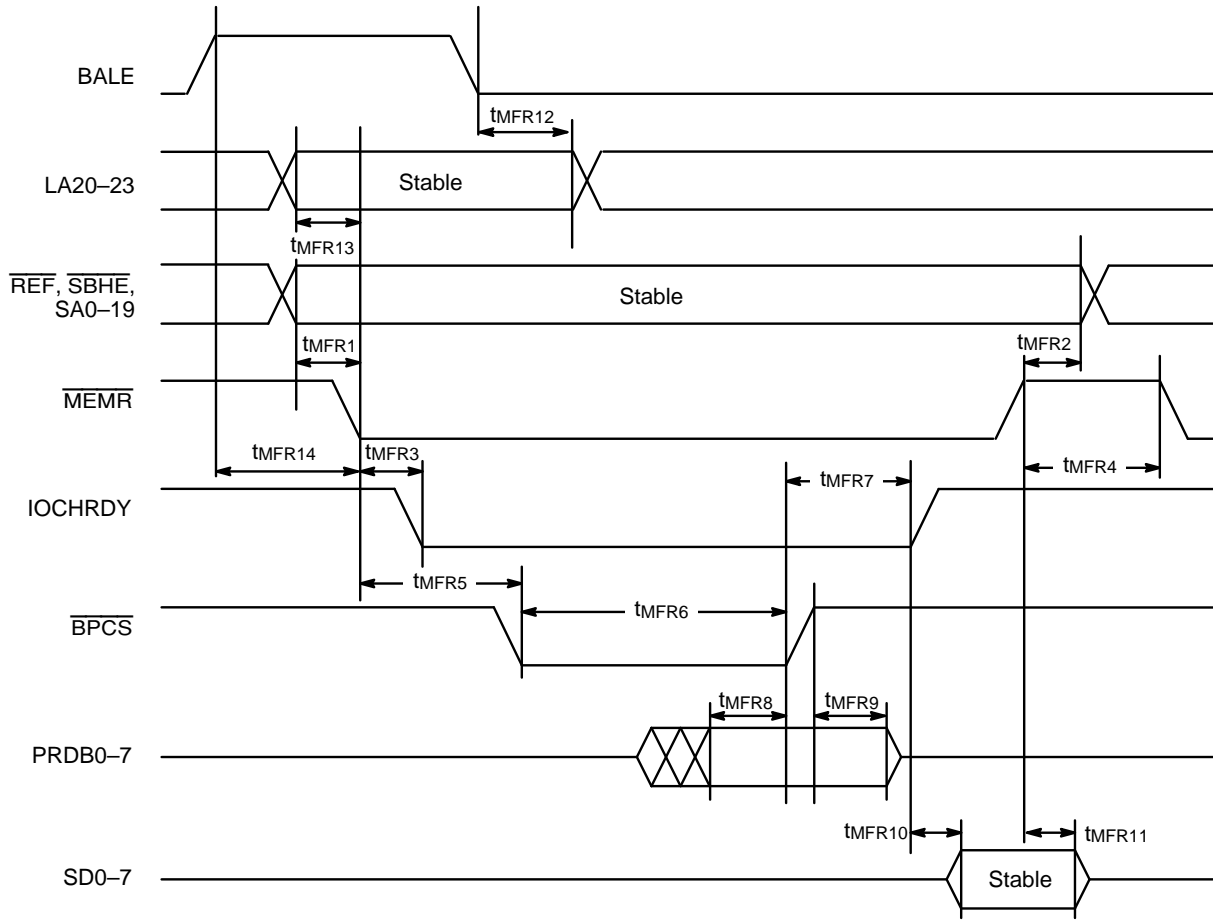 BALE
tMFR12
LA20–23
Stable
tMFR13
REF, SBHE,
SA0–19
Stable
tMFR1
tMFR2
MEMR
tMFR14
tMFR3
tMFR4
tMFR7
IOCHRDY
tMFR5
tMFR6
BPCS
tMFR8
tMFR9
PRDB0–7
tMFR10
tMFR11
SD0–7
Stable